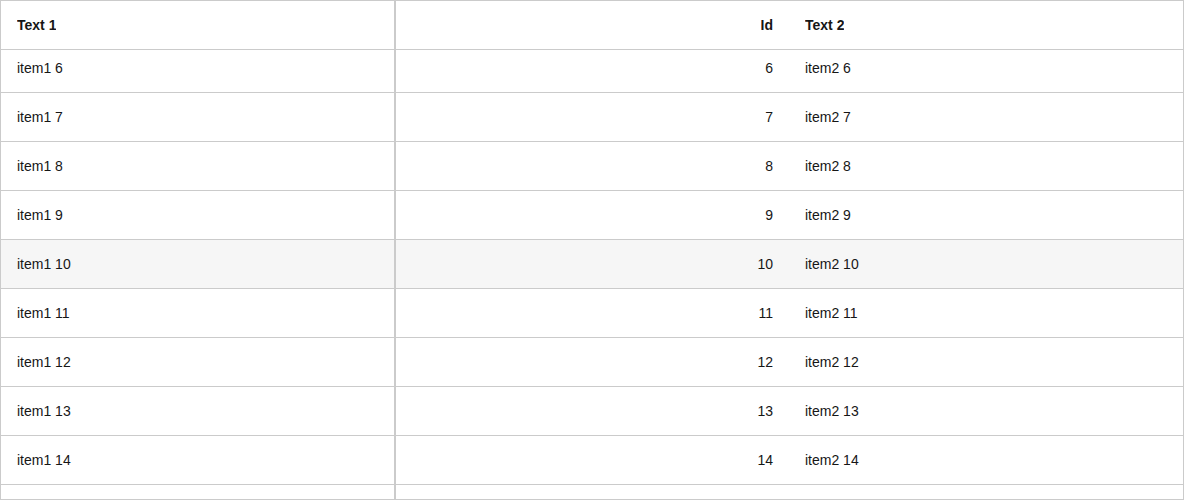 Text 1 Id Text 2
item1 6 6 item2 6
item1 7 7 item2 7
item1 8 8 item2 8
item1 9 9 item2 9
item1 10 10 item2 10
item1 11 11 item2 11
item1 12 12 item2 12
item1 13 13 item2 13
item1 14 14 item2 14